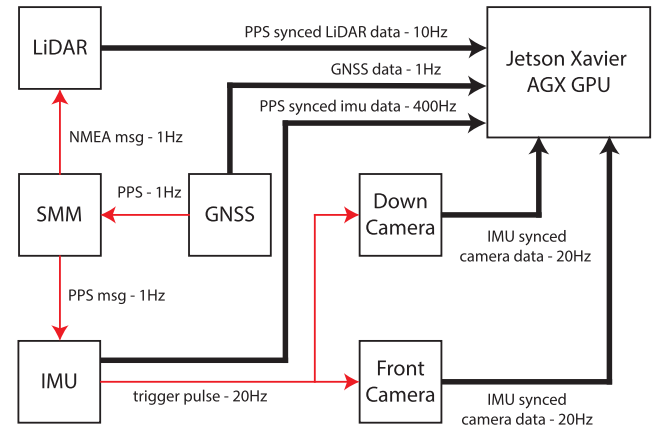 LiDAR
PPS synced LiDAR data - 10Hz
Jetson Xavier
AGX GPU
GNSS data - 1Hz
PPS synced imu data - 400Hz
NMEA msg - 1Hz
SMM
PPS - 1Hz
GNSS
Down
Camera
IMU synced
camera data - 20Hz
PPS msg - 1Hz
IMU
trigger pulse - 20Hz
Front
Camera
IMU synced
camera data - 20Hz